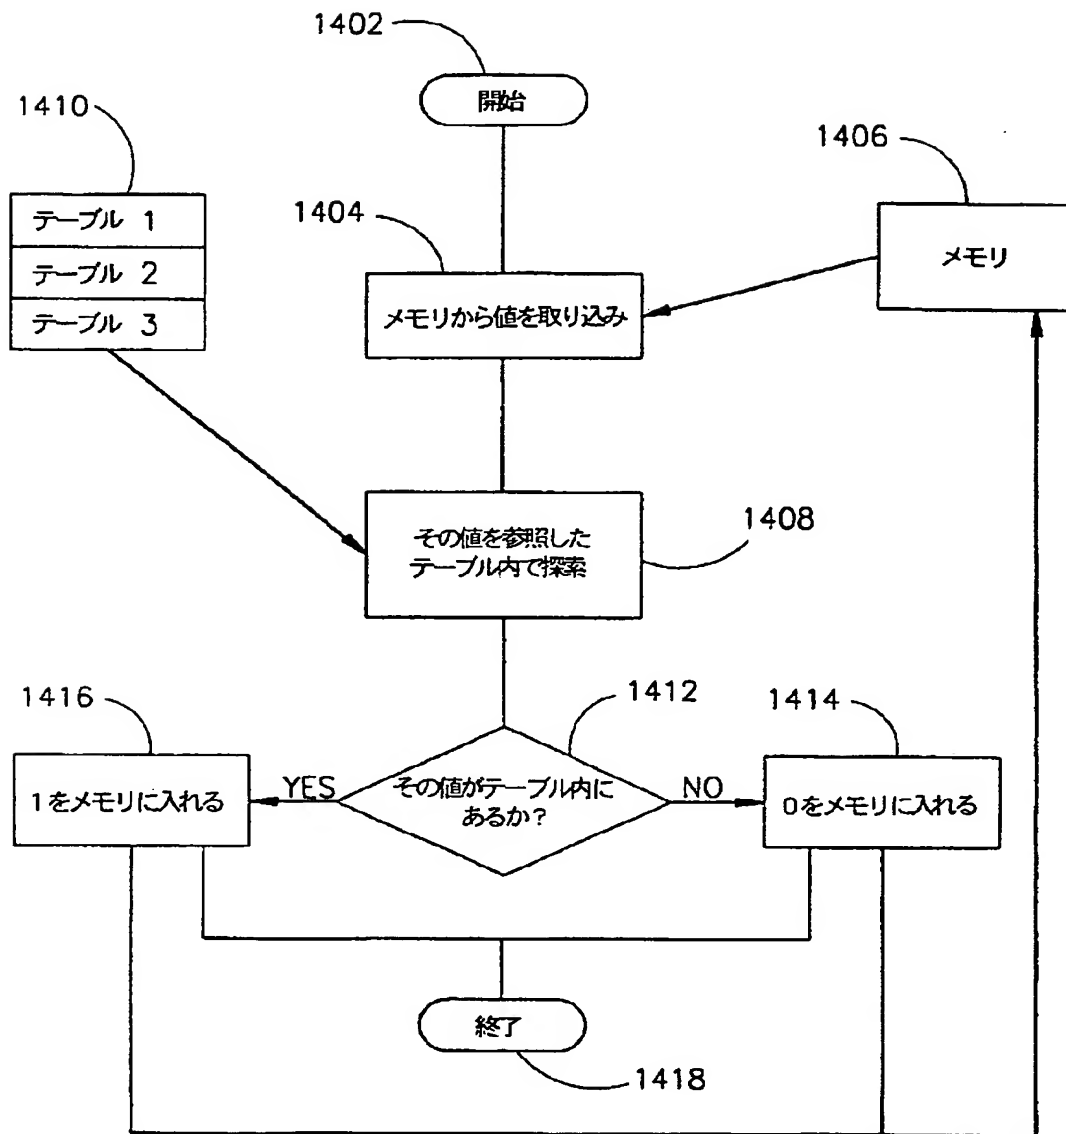 1402
開始
1410
テーブル 1
テーブル 2
テーブル 3
1404
メモリから値を取り込み
1406
メモリ
その値を参照した
テーブル内で探索
1408
1412
その値がテーブル内に
あるか?
YES
NO
1416
1をメモリに入れる
1414
0をメモリに入れる
終了
1418